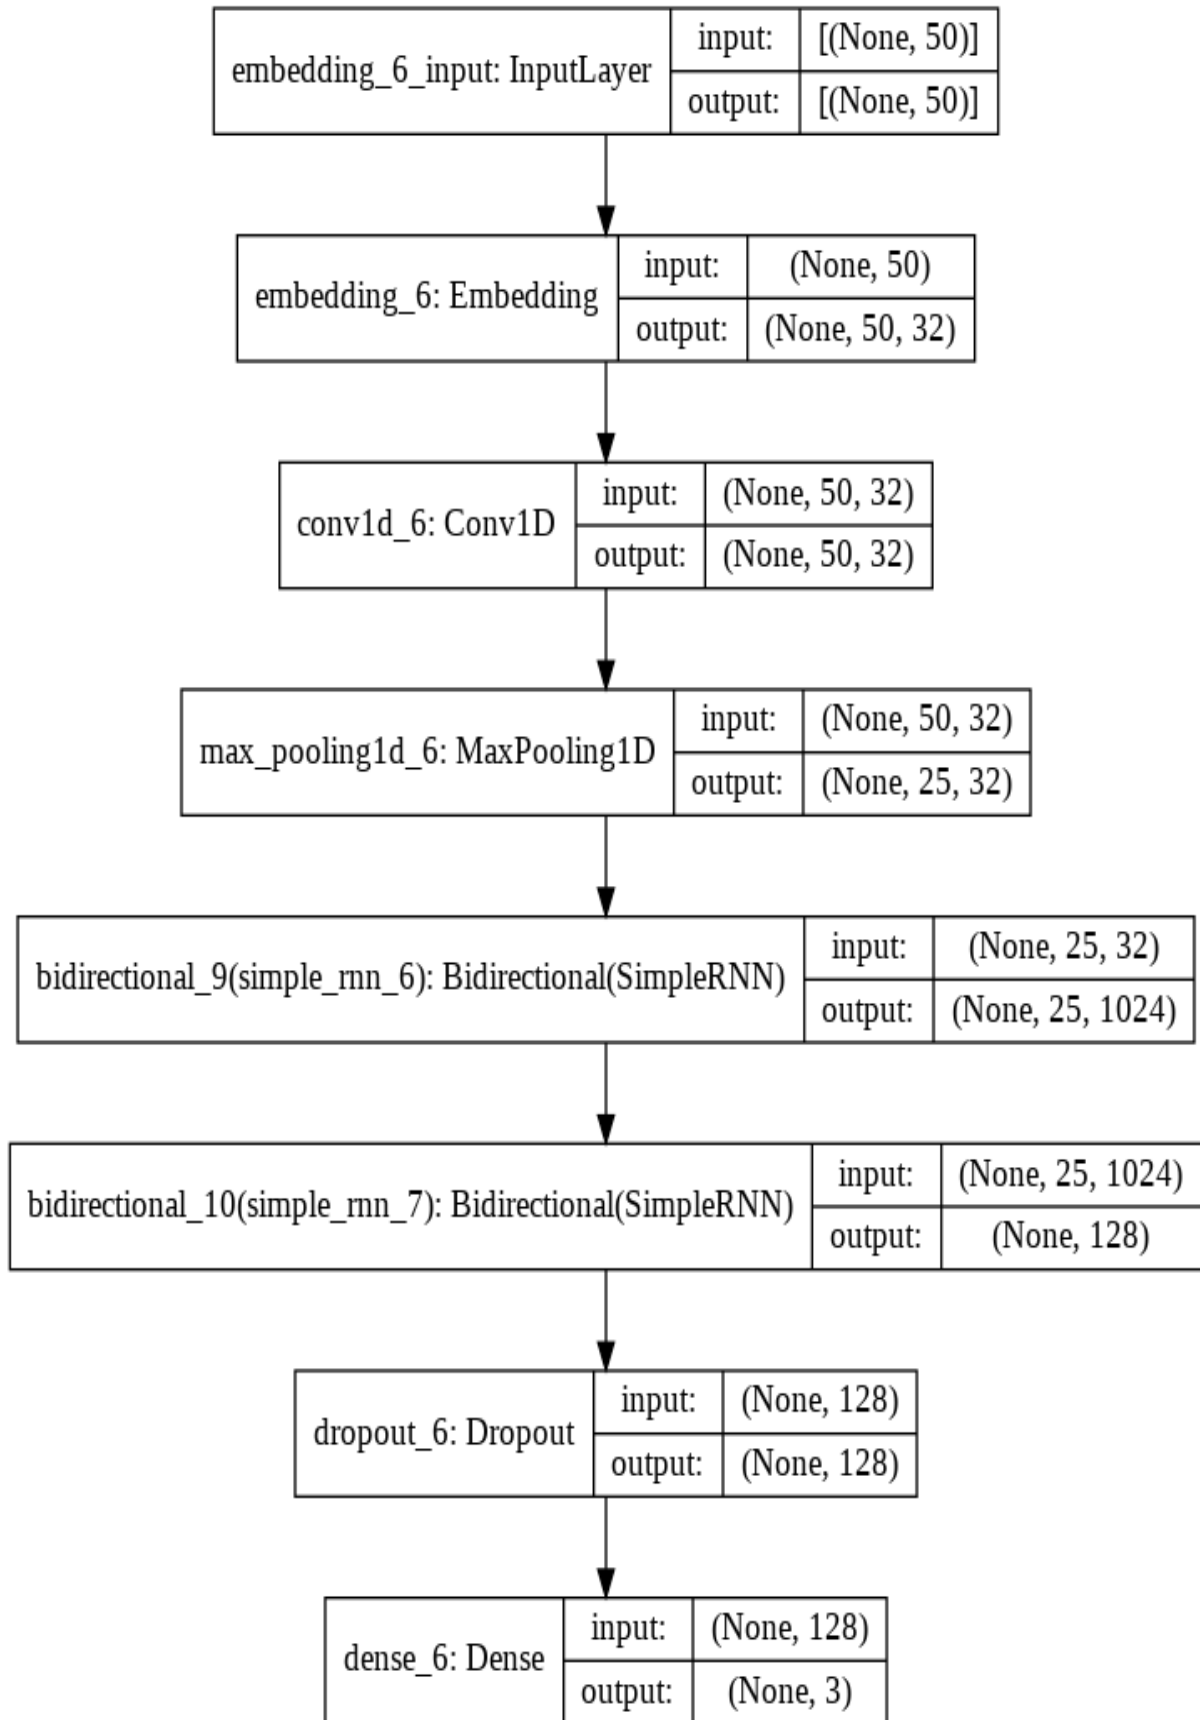 embedding_6_input: InputLayer
input: [(None, 50)]
output: [(None, 50)]
embedding_6: Embedding
input: (None, 50)
output: (None, 50, 32)
conv1d_6: Conv1D
input: (None, 50, 32)
output: (None, 50, 32)
max_pooling1d_6: MaxPooling1D
input: (None, 50, 32)
output: (None, 25, 32)
bidirectional_9(simple_rnn_6): Bidirectional(SimpleRNN)
input: (None, 25, 32)
output: (None, 25, 1024)
bidirectional_10(simple_rnn_7): Bidirectional(SimpleRNN)
input: (None, 25, 1024)
output: (None, 128)
dropout_6: Dropout
input: (None, 128)
output: (None, 128)
dense_6: Dense
input: (None, 128)
output: (None, 3)